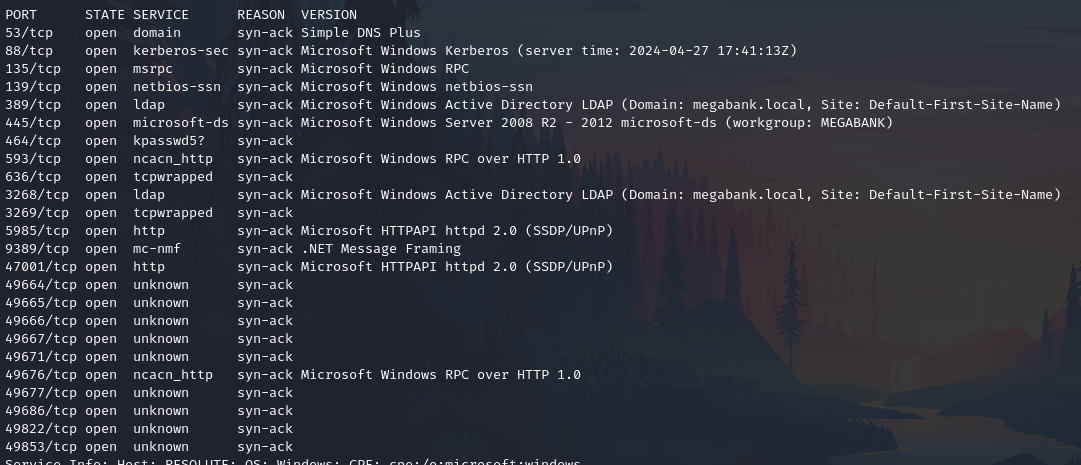 PORT STATE SERVICE REASON VERSION
53/tcp open domain syn-ack Simple DNS Plus
88/tcp open kerberos-sec syn-ack Microsoft Windows Kerberos (server time: 2024-04-27 17:41:13Z)
135/tcp open msrpc syn-ack Microsoft Windows RPC
139/tcp open netbios-ssn syn-ack Microsoft Windows netbios-ssn
389/tcp open ldap syn-ack Microsoft Windows Active Directory LDAP (Domain: megabank.local, Site: Default-First-Site-Name)
445/tcp open microsoft-ds syn-ack Microsoft Windows Server 2008 R2 - 2012 microsoft-ds (workgroup: MEGABANK)
464/tcp open kpasswd5? syn-ack
593/tcp open ncacn_http syn-ack Microsoft Windows RPC over HTTP 1.0
636/tcp open tcpwrapped syn-ack
3268/tcp open ldap syn-ack Microsoft Windows Active Directory LDAP (Domain: megabank.local, Site: Default-First-Site-Name)
3269/tcp open tcpwrapped syn-ack
5985/tcp open http syn-ack Microsoft HTTPAPI httpd 2.0 (SSDP/UPnP)
9389/tcp open mc-nmf syn-ack .NET Message Framing
47001/tcp open http syn-ack Microsoft HTTPAPI httpd 2.0 (SSDP/UPnP)
49664/tcp open unknown syn-ack
49665/tcp open unknown syn-ack
49666/tcp open unknown syn-ack
49667/tcp open unknown syn-ack
49671/tcp open unknown syn-ack
49676/tcp open ncacn_http syn-ack Microsoft Windows RPC over HTTP 1.0
49677/tcp open unknown syn-ack
49686/tcp open unknown syn-ack
49822/tcp open unknown syn-ack
49853/tcp open unknown syn-ack
Service Info: Host: RESOLUTE; OS: Windows; CPE: cpe:/o:microsoft:windows